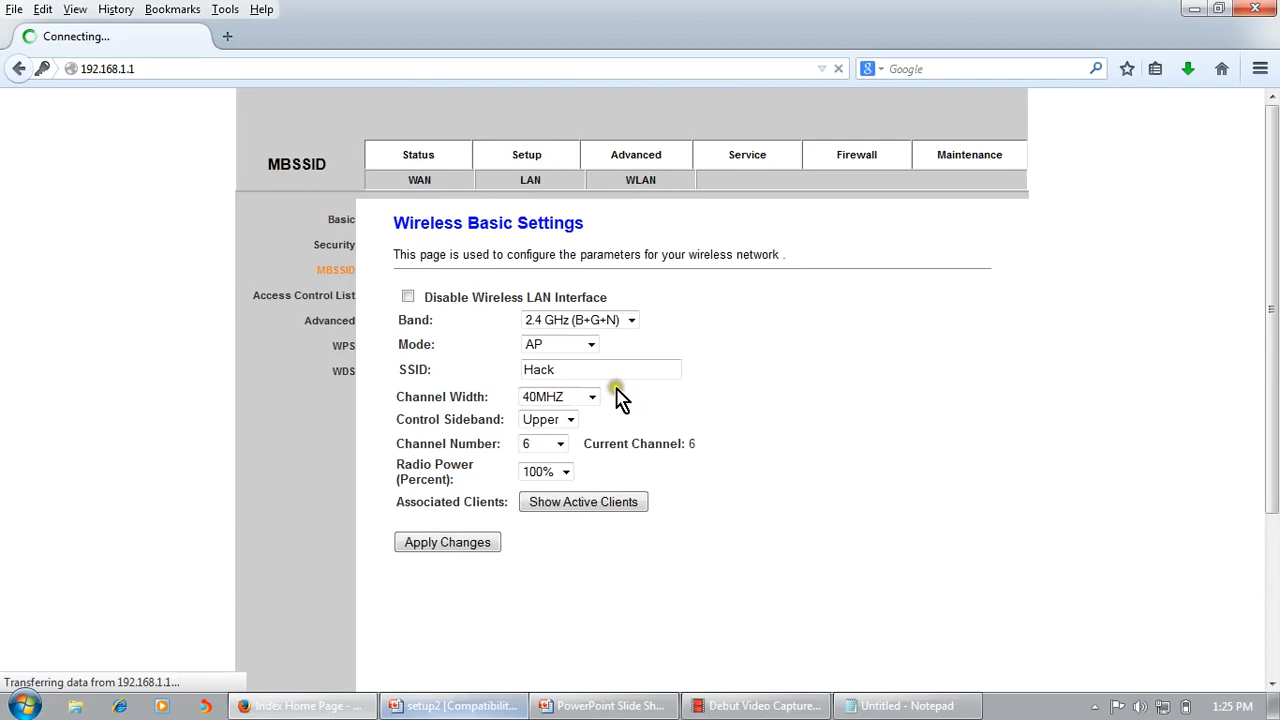 File Edit View History Bookmarks Tools Help
Connecting...
192.168.1.1
Google
MBSSID
Status Setup Advanced Service Firewall Maintenance
WAN LAN WLAN
Basic
Security
MBSSID
Access Control List
Advanced
WPS
WDS
Wireless Basic Settings
This page is used to configure the parameters for your wireless network .
Disable Wireless LAN Interface
Band: 2.4 GHz (B+G+N)
Mode: AP
SSID: Hack
Channel Width: 40MHZ
Control Sideband: Upper
Channel Number: 6 Current Channel: 6
Radio Power
(Percent): 100%
Associated Clients: Show Active Clients
Apply Changes
Transferring data from 192.168.1.1...
Index Home Page - ... setup2 [Compatibilit... PowerPoint Slide Sh... Debut Video Capture... Untitled - Notepad 1:25 PM